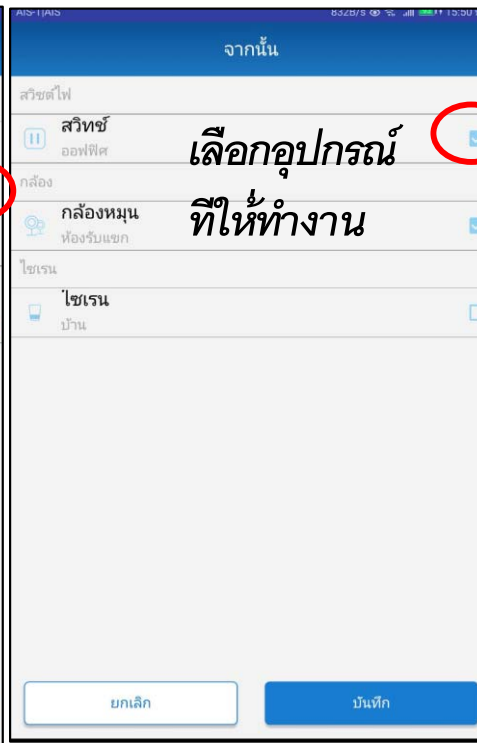 AIS-T|AIS 832B/s 15:50
จากนั้น
สวิชต์ไฟ
สวิทช์
ออฟฟิศ
เลือกอุปกรณ์
ทีให้ทำงาน
กล้อง
กล้องหมุน
ห้องรับแขก
ไซเรน
ไซเรน
บ้าน
ยกเลิก บันทึก